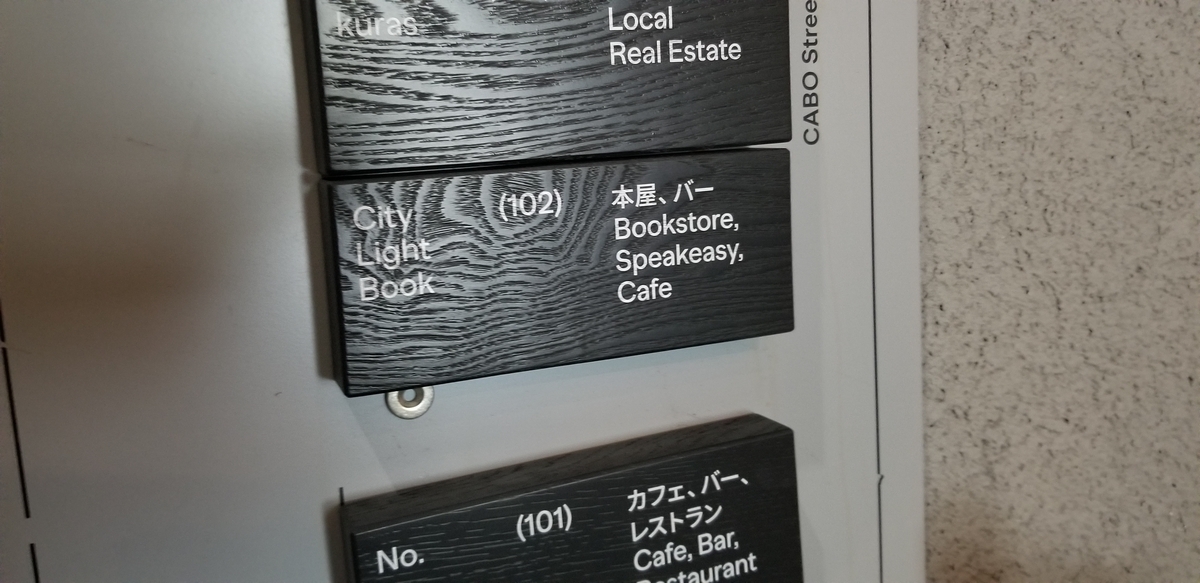 kuras
Local
Real Estate
CABO Stree
City
Light
Book
(102)
本屋、バー
Bookstore,
Speakeasy,
Cafe
No.
(101)
カフェ、バー、
レストラン
Cafe, Bar,
Restaurant